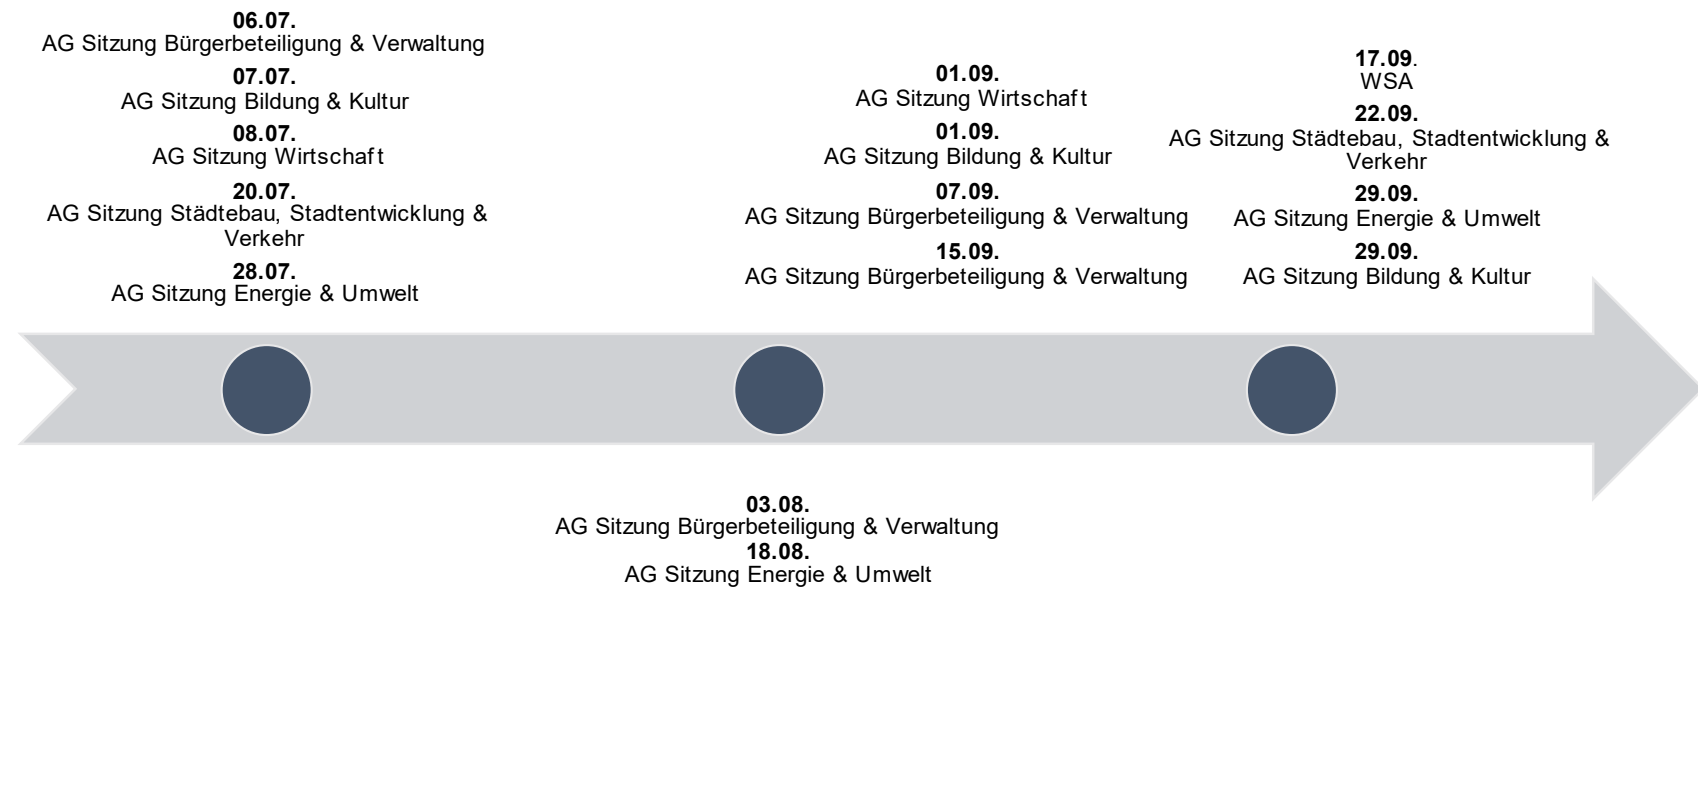 06.07.
AG Sitzung Bürgerbeteiligung & Verwaltung
07.07.
AG Sitzung Bildung & Kultur
08.07.
AG Sitzung Wirtschaft
20.07.
AG Sitzung Städtebau, Stadtentwicklung &
Verkehr
28.07.
AG Sitzung Energie & Umwelt
03.08.
AG Sitzung Bürgerbeteiligung & Verwaltung
18.08.
AG Sitzung Energie & Umwelt
01.09.
AG Sitzung Wirtschaft
01.09.
AG Sitzung Bildung & Kultur
07.09.
AG Sitzung Bürgerbeteiligung & Verwaltung
15.09.
AG Sitzung Bürgerbeteiligung & Verwaltung
17.09.
WSA
22.09.
AG Sitzung Städtebau, Stadtentwicklung &
Verkehr
29.09.
AG Sitzung Energie & Umwelt
29.09.
AG Sitzung Bildung & Kultur